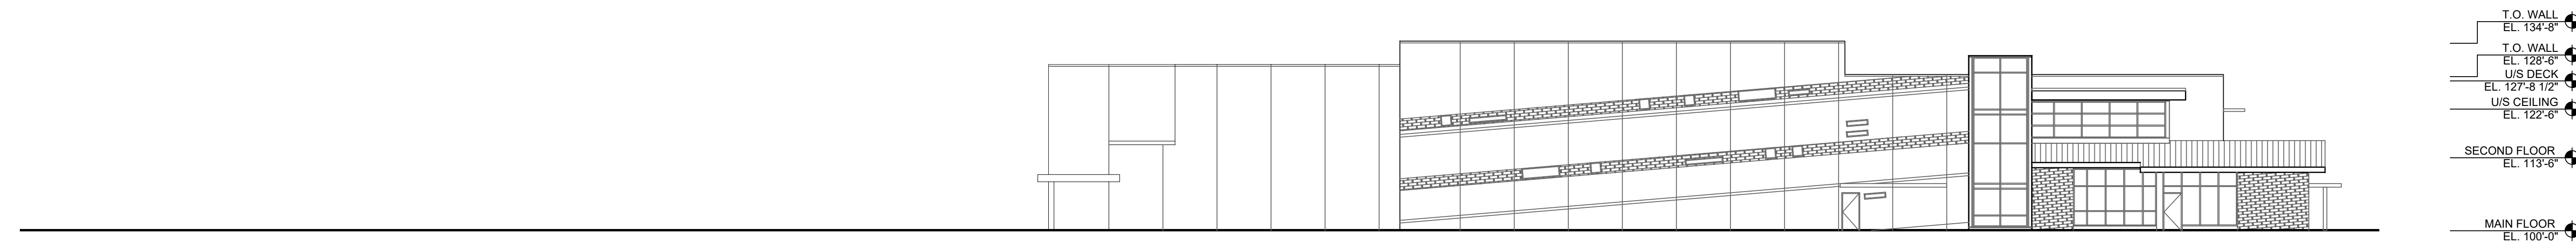 T.O. WALL
EL. 134'-8"
T.O. WALL
EL. 128'-6"
U/S DECK
EL. 127'-8 1/2"
U/S CEILING
EL. 122'-6"
SECOND FLOOR
EL. 113'-6"
MAIN FLOOR
EL. 100'-0"